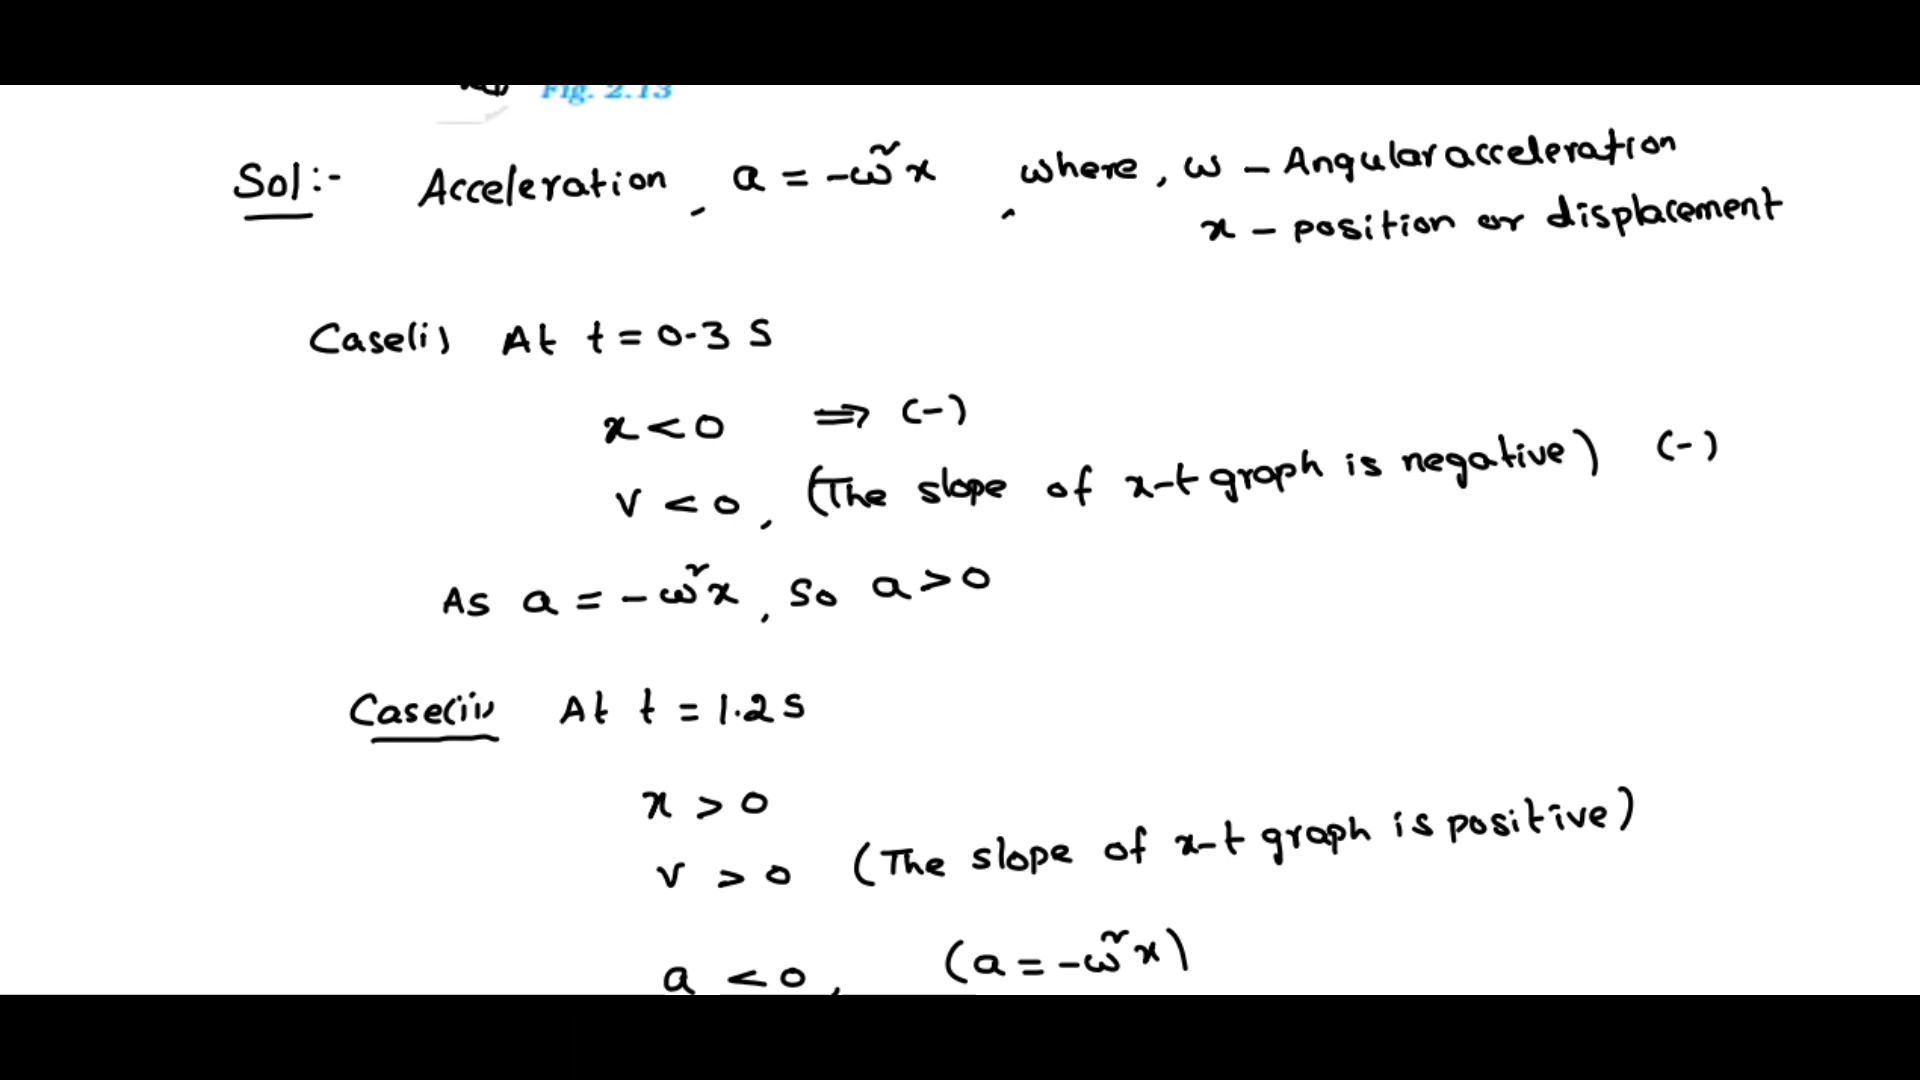 Fig. 2.13
Sol:- Acceleration, a = -ω²x, where, ω - Angular acceleration
x - position or displacement
Case(i) At t = 0.3 s
x < 0 ⇒ (-)
v < 0, (The slope of x-t graph is negative) (-)
As a = -ω²x, so a > 0
Case(ii) At t = 1.2 s
x > 0
v > 0 (The slope of x-t graph is positive)
a < 0, (a = -ω²x)